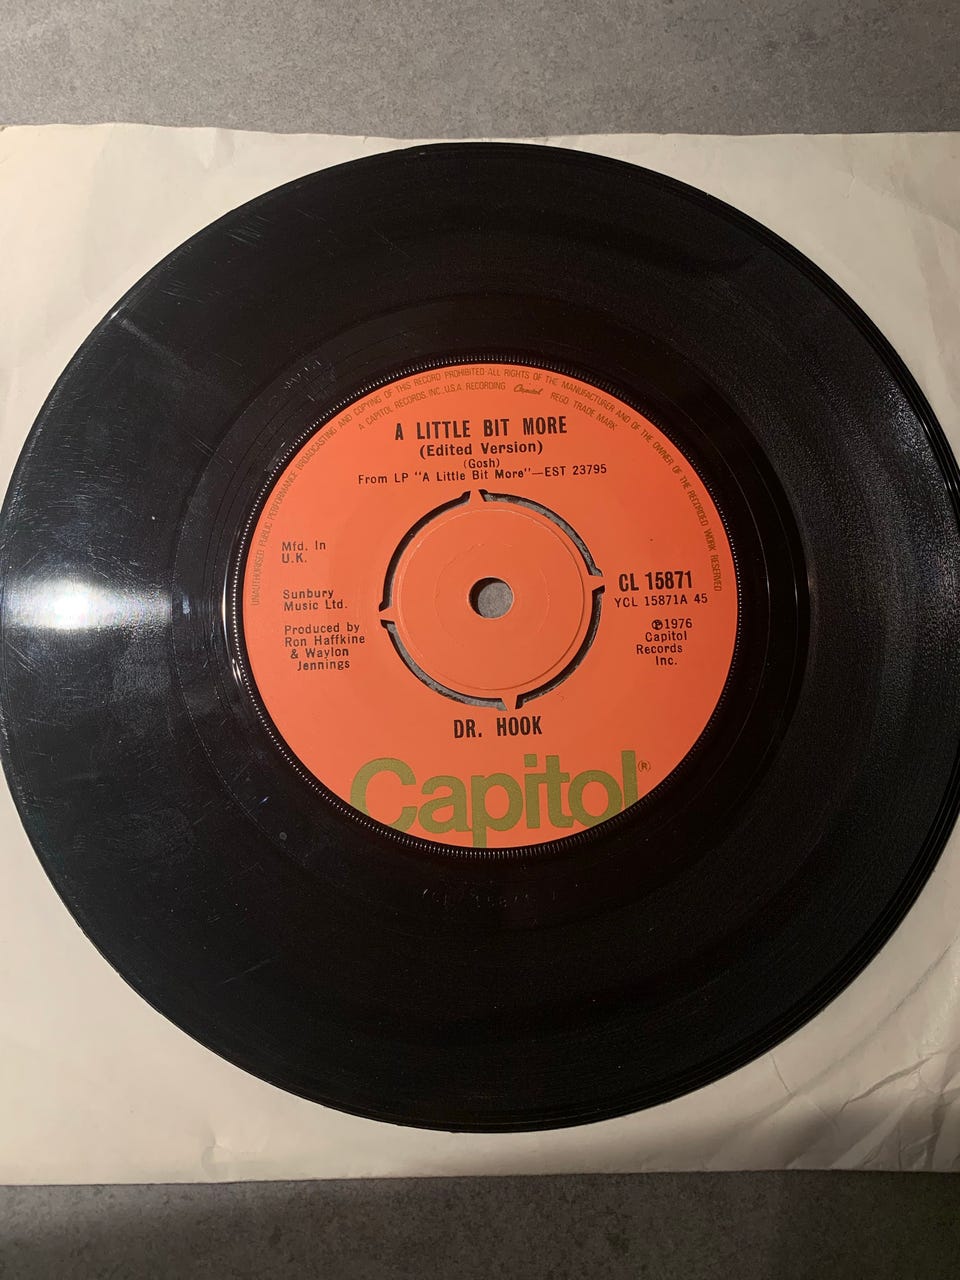 UNAUTHORISED PUBLIC PERFORMANCE BROADCASTING AND COPYING OF THIS RECORD PROHIBITED·ALL RIGHTS OF THE MANUFACTURER AND OF THE OWNER OF THE RECORDED WORK RESERVED
A CAPITOL RECORDS, INC., U.S.A. RECORDING Capitol REGD TRADE MARK
A LITTLE BIT MORE
(Edited Version)
(Gosh)
From LP "A Little Bit More"—EST 23795
Mfd. In
U.K.
Sunbury
Music Ltd.
Produced by
Ron Haffkine
& Waylon
Jennings
CL 15871
YCL 15871A 45
Ⓟ1976
Capitol
Records
Inc.
DR. HOOK
Capitol®